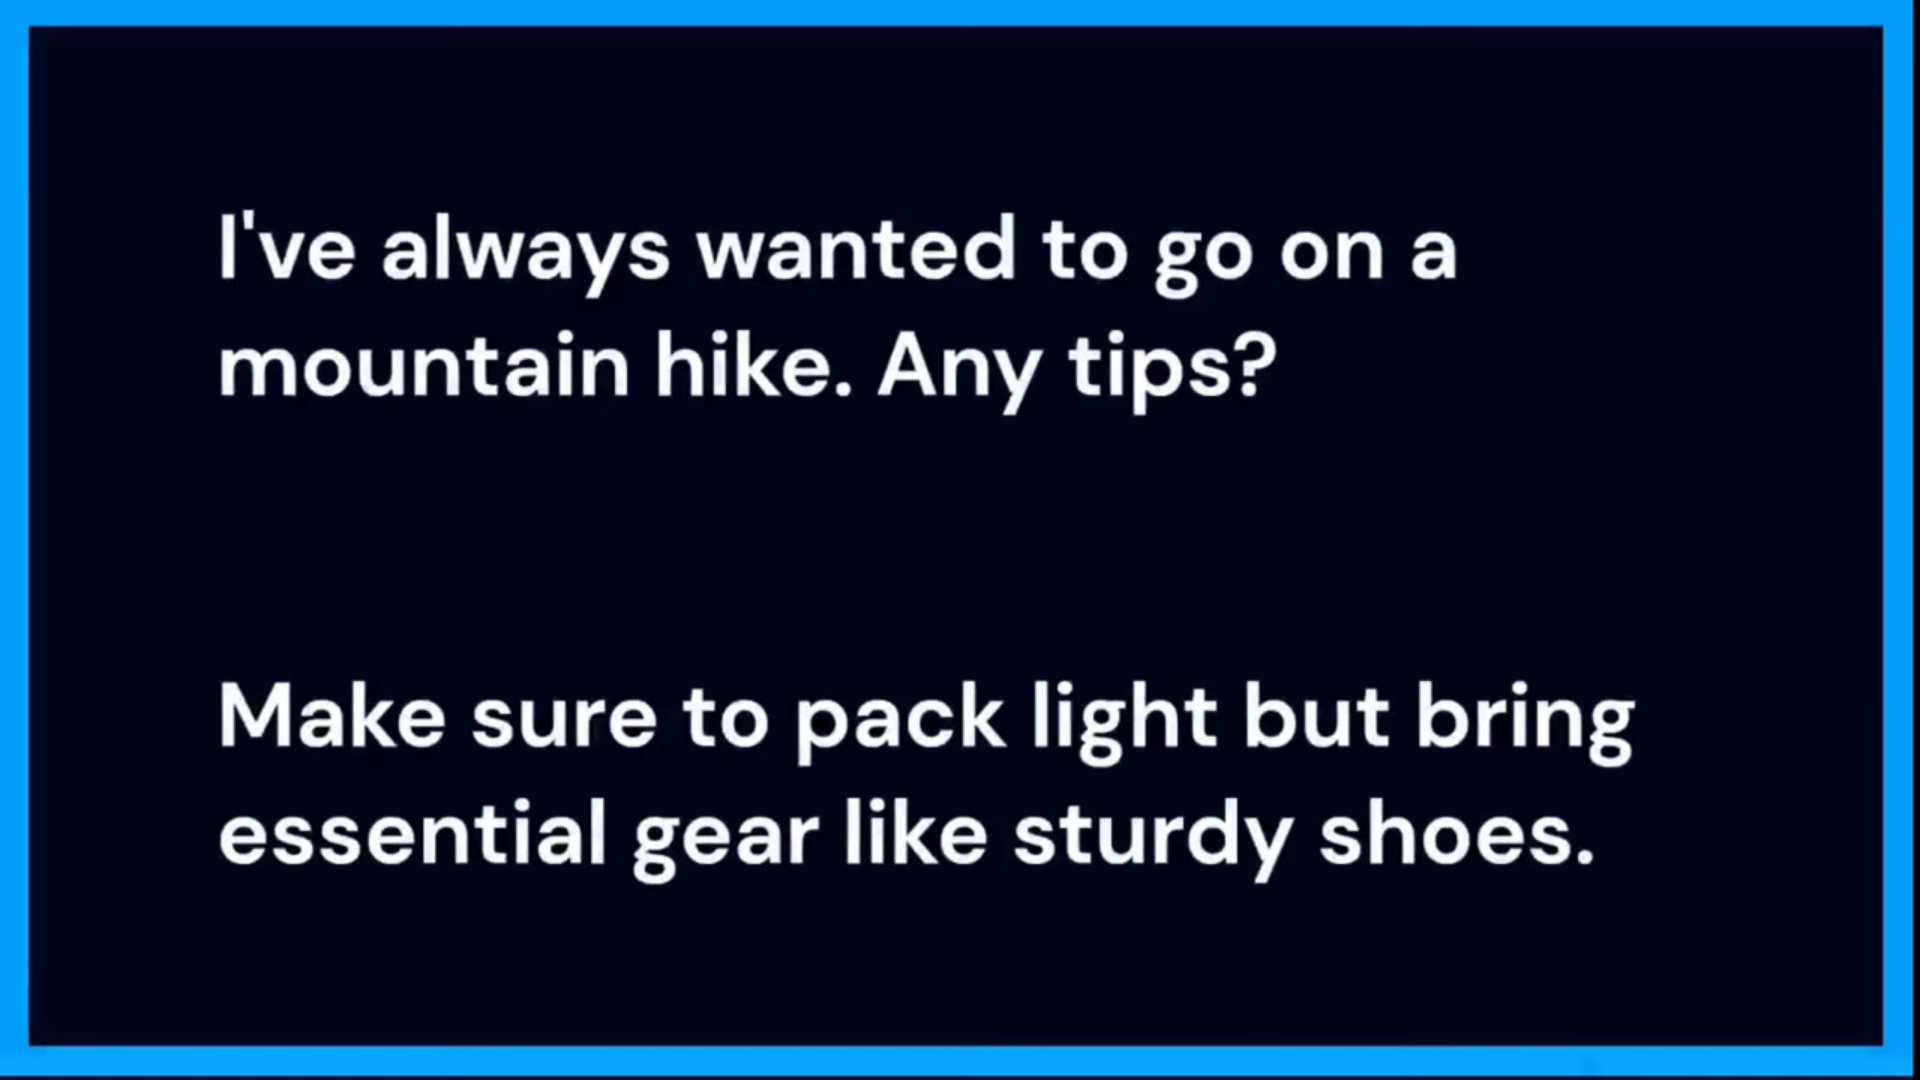 I've always wanted to go on a
mountain hike. Any tips?
Make sure to pack light but bring
essential gear like sturdy shoes.